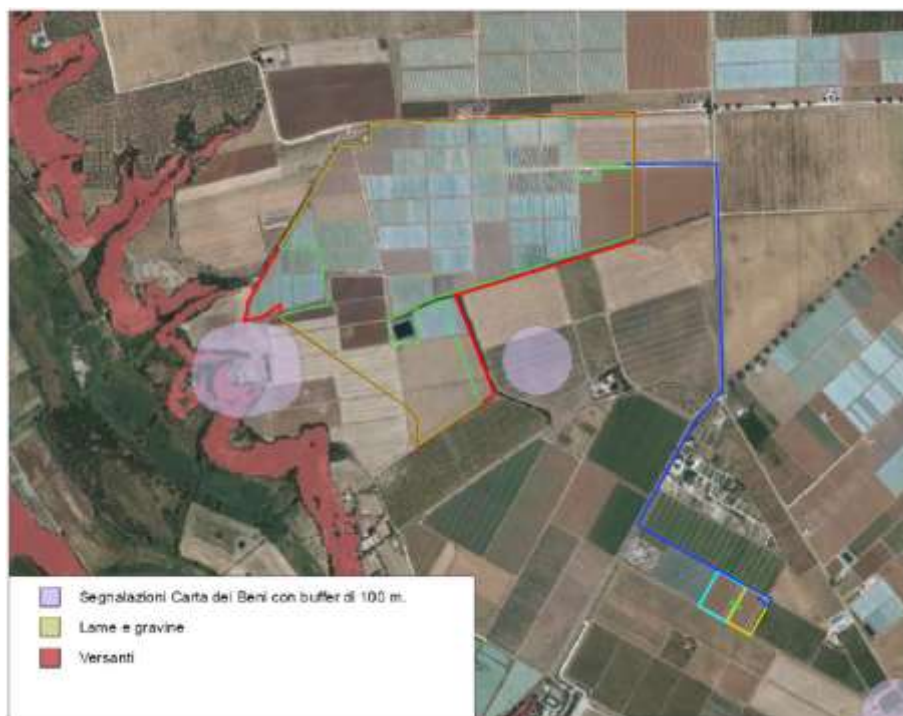 Segnalazioni Carta dei Beni con buffer di 100 m.
Lame e gravine
Versanti